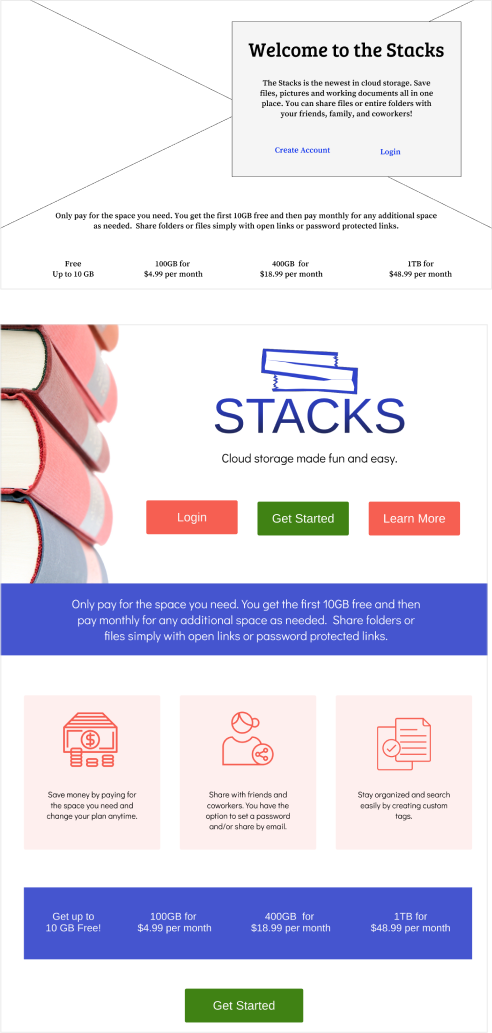 Welcome to the Stacks
The Stacks is the newest in cloud storage. Save
files, pictures and working documents all in one
place. You can share files or entire folders with
your friends, family, and coworkers!
Create Account
Login
Only pay for the space you need. You get the first 10GB free and then pay monthly for any additional space
as needed.  Share folders or files simply with open links or password protected links.
Free
Up to 10 GB
100GB for
$4.99 per month
400GB  for
$18.99 per month
1TB for
$48.99 per month
STACKS
Cloud storage made fun and easy.
Login
Get Started
Learn More
Only pay for the space you need. You get the first 10GB free and then
pay monthly for any additional space as needed.  Share folders or
files simply with open links or password protected links.
Save money by paying for
the space you need and
change your plan anytime.
Share with friends and
coworkers. You have the
option to set a password
and/or share by email.
Stay organized and search
easily by creating custom
tags.
Get up to
10 GB Free!
100GB for
$4.99 per month
400GB  for
$18.99 per month
1TB for
$48.99 per month
Get Started